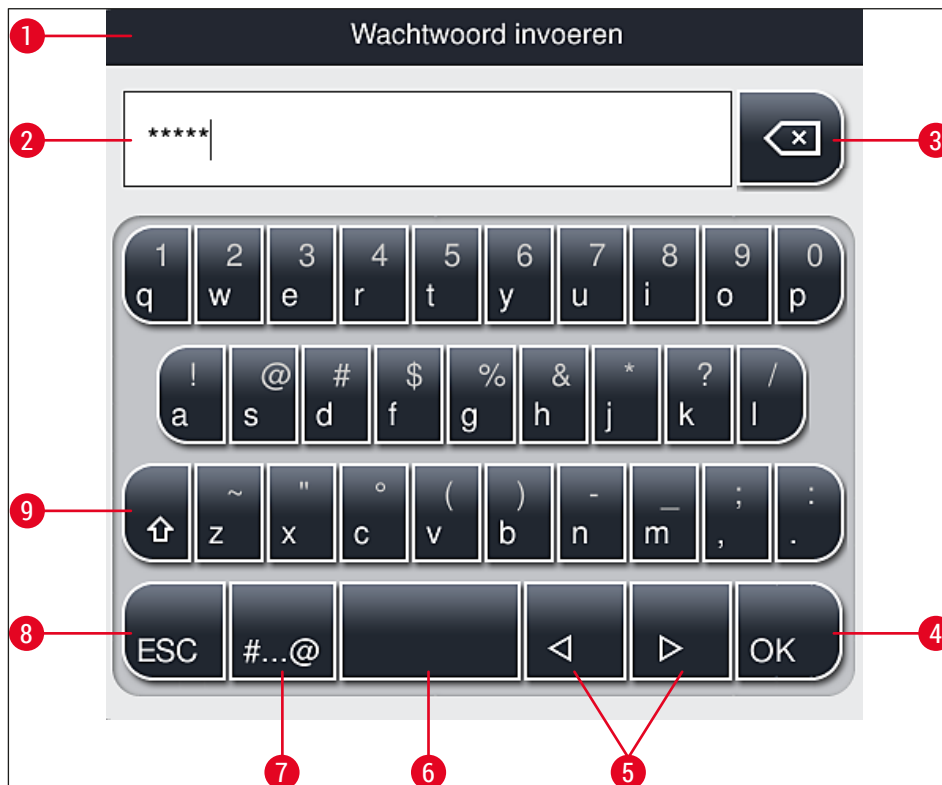 1 Wachtwoord invoeren
2 ***** 3
1 2 3 4 5 6 7 8 9 0
q w e r t y u i o p
! @ # $ % & * ? /
a s d f g h j k l
~ " ° ( ) - _ ; :
9 z x c v b n m , .
8 ESC #...@ OK 4
7 6 5